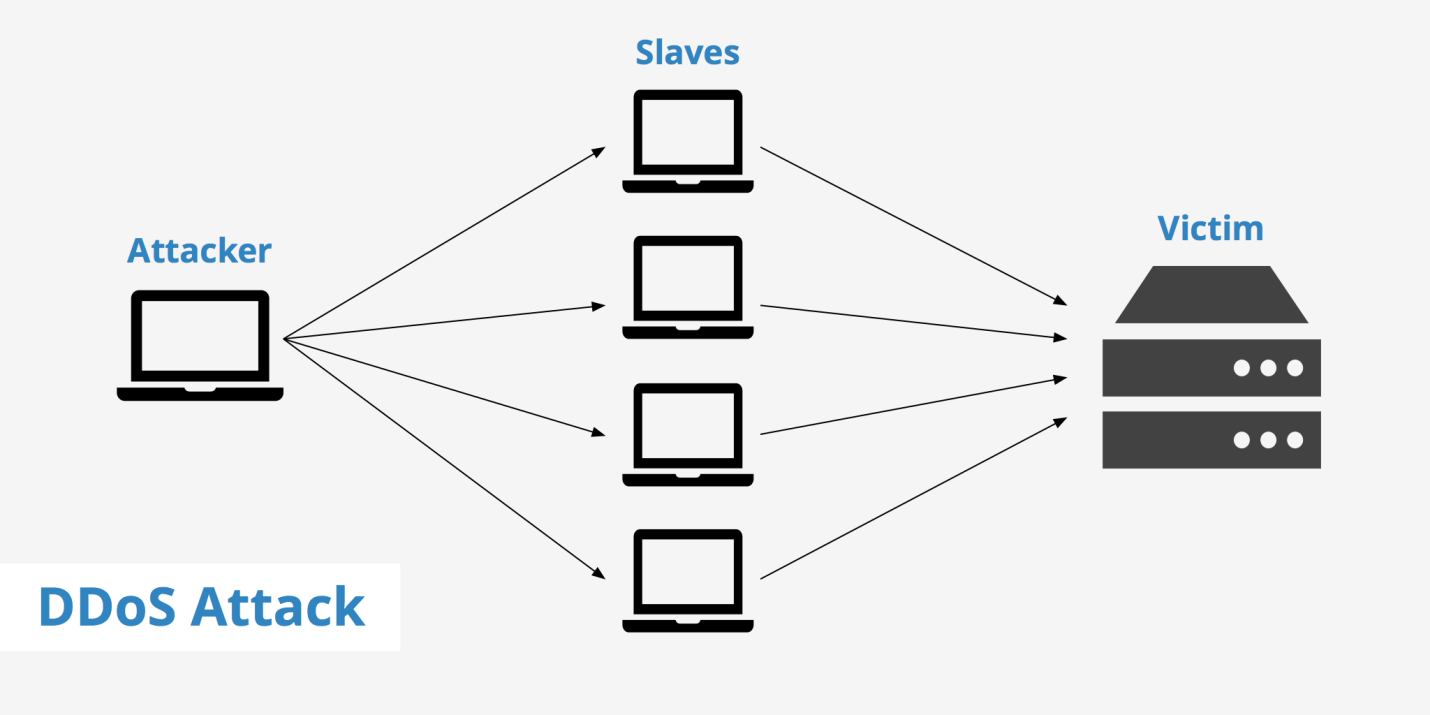 Slaves
Attacker
Victim
DDoS Attack